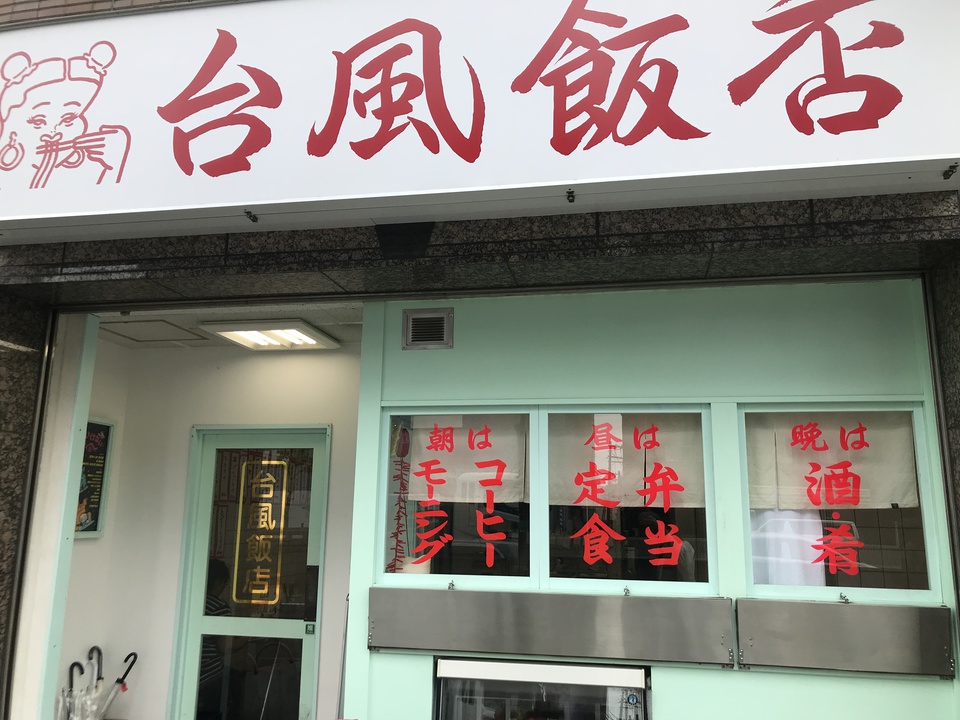 台風飯店
台風飯店
朝は
コーヒー
モーニング
昼は
弁当
定食
晩は
酒・肴